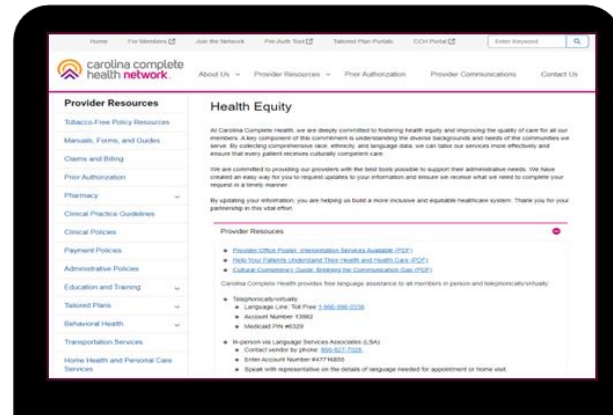 Home For Members Join the Network Pre-Auth Tool Tailored Plan Portals CCH Portal Enter Keyword
carolina complete
health network.
About Us Provider Resources Prior Authorization Provider Communications Contact Us
Provider Resources
Tobacco-Free Policy Resources
Manuals, Forms, and Guides
Claims and Billing
Prior Authorization
Pharmacy
Clinical Practice Guidelines
Clinical Policies
Payment Policies
Administrative Policies
Education and Training
Tailored Plans
Behavioral Health
Transportation Services
Home Health and Personal Care
Services
Health Equity
At Carolina Complete Health, we are deeply committed to fostering health equity and improving the quality of care for all our
members. A key component of this commitment is understanding the diverse backgrounds and needs of the communities we
serve. By collecting comprehensive race, ethnicity, and language data, we can tailor our services more effectively and
ensure that every patient receives culturally competent care.
We are committed to providing our providers with the best tools possible to support their administrative needs. We have
created an easy way for you to request updates to your information and ensure we receive what we need to complete your
request in a timely manner.
By updating your information, you are helping us build a more inclusive and equitable healthcare system. Thank you for your
partnership in this vital effort.
Provider Resouces
Provider Office Poster: Interpretation Services Available (PDF)
Help Your Patients Understand Their Health and Health Care (PDF)
Cultural Competency Guide: Bridging the Communication Gap (PDF)
Carolina Complete Health provides free language assistance to all members in person and telephonically/virtually
Telephonically/virtually
Language Line: Toll Free
Account Number 13982
Medicaid PIN #6329
In-person via Language Services Associates (LSA)
Contact vendor by phone: 866-827-7028.
Enter Account Number
Speak with representative on the details of language needed for appointment or home visit.